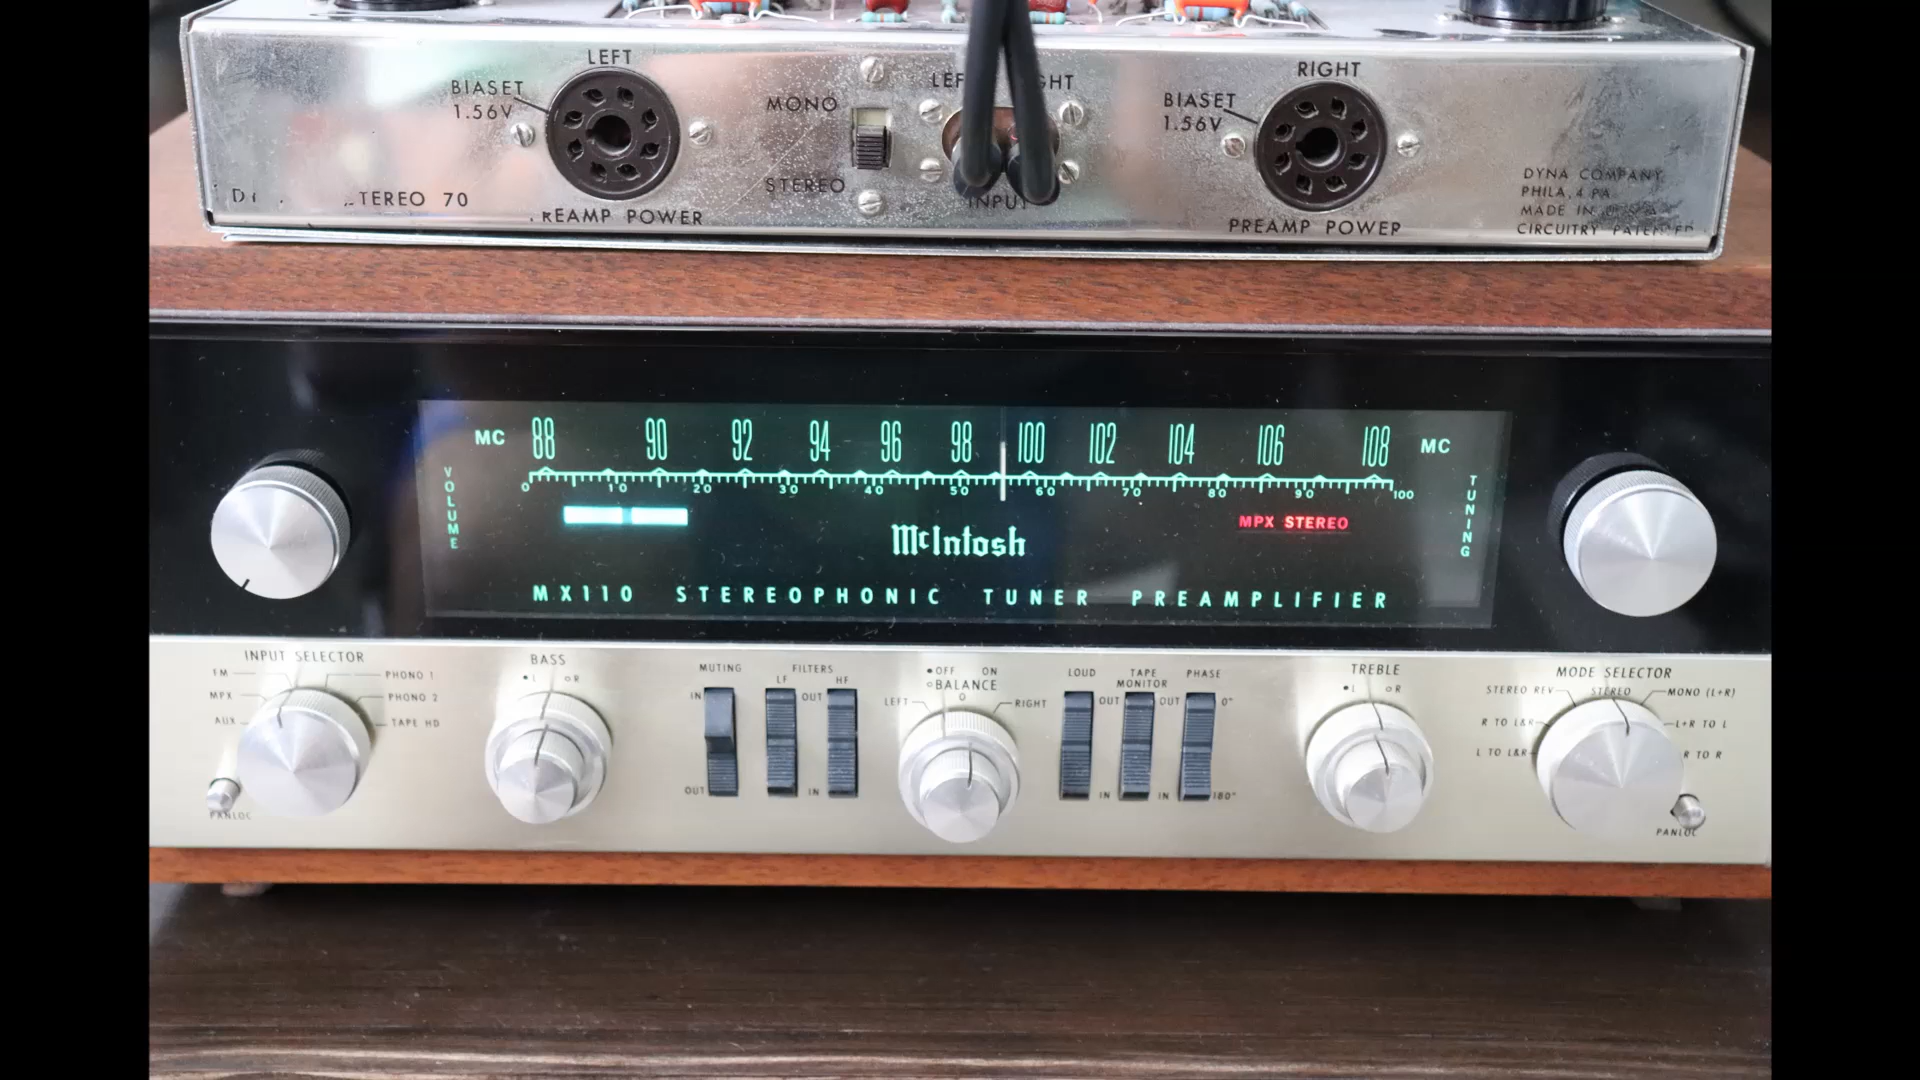 LEFT
BIASET
1.56V
STEREO 70
PREAMP POWER
MONO
STEREO
INPUT
RIGHT
BIASET
1.56V
PREAMP POWER
DYNA COMPANY
PHILA. 4 PA.
MADE IN U.S.A.
CIRCUITRY PATENTED
MC 88 90 92 94 96 98 100 102 104 106 108 MC
0 10 20 30 40 50 60 70 80 90 100
VOLUME
TUNING
MPX STEREO
McIntosh
MX110 STEREOPHONIC TUNER PREAMPLIFIER
INPUT SELECTOR
FM
MPX
AUX
PHONO 1
PHONO 2
TAPE HD
PANLOC
BASS
L R
MUTING
IN
OUT
FILTERS
LF HF
OUT
IN
OFF ON
BALANCE
LEFT 0 RIGHT
LOUD
OUT
IN
TAPE
MONITOR
OUT
IN
PHASE
0°
180°
TREBLE
L R
MODE SELECTOR
STEREO REV
STEREO
MONO (L+R)
R TO L&R
L+R TO L
L TO L&R
R TO R
PANLOC